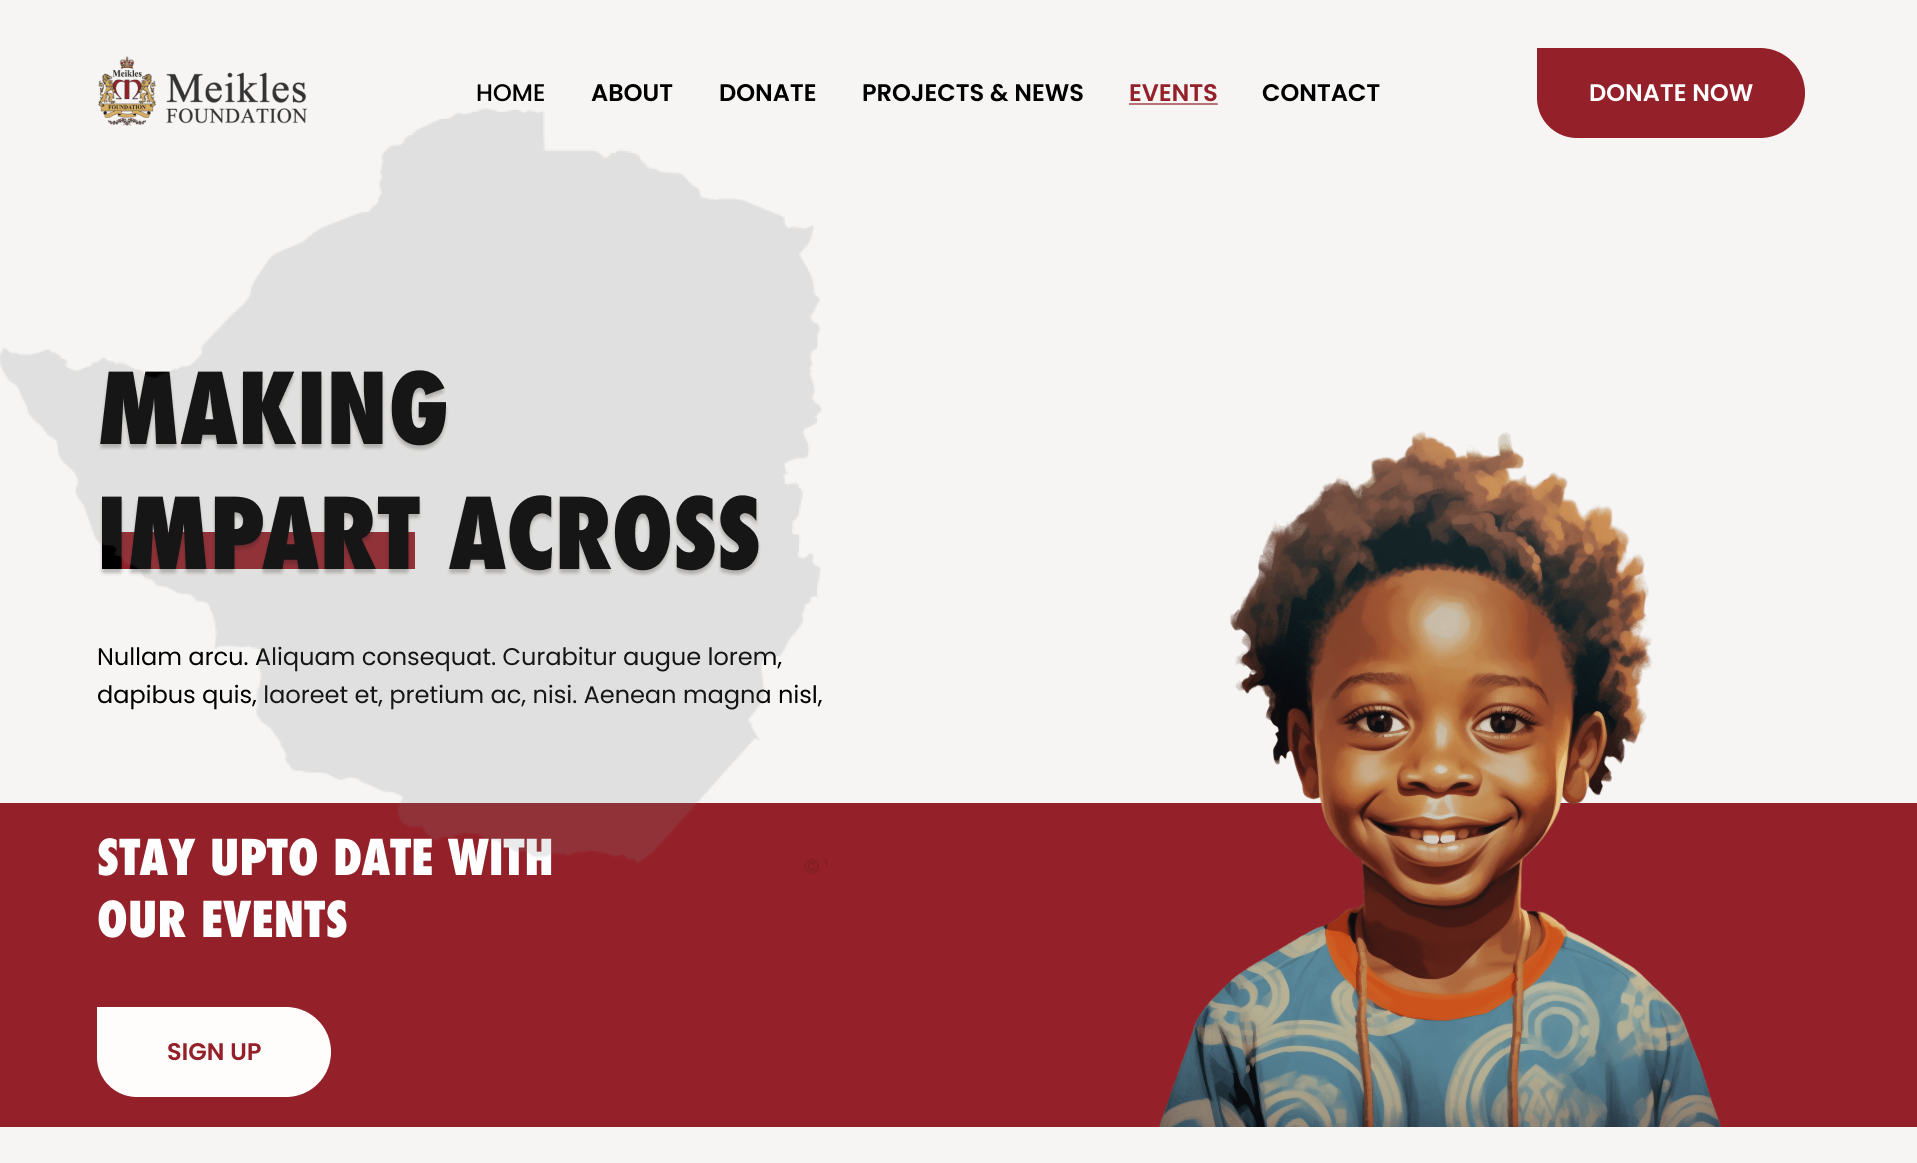 Meikles
FOUNDATION
Meikles
FOUNDATION
HOME ABOUT DONATE PROJECTS & NEWS EVENTS CONTACT
DONATE NOW
MAKING
IMPART ACROSS
Nullam arcu. Aliquam consequat. Curabitur augue lorem,
dapibus quis, laoreet et, pretium ac, nisi. Aenean magna nisl,
STAY UPTO DATE WITH
OUR EVENTS
©
SIGN UP